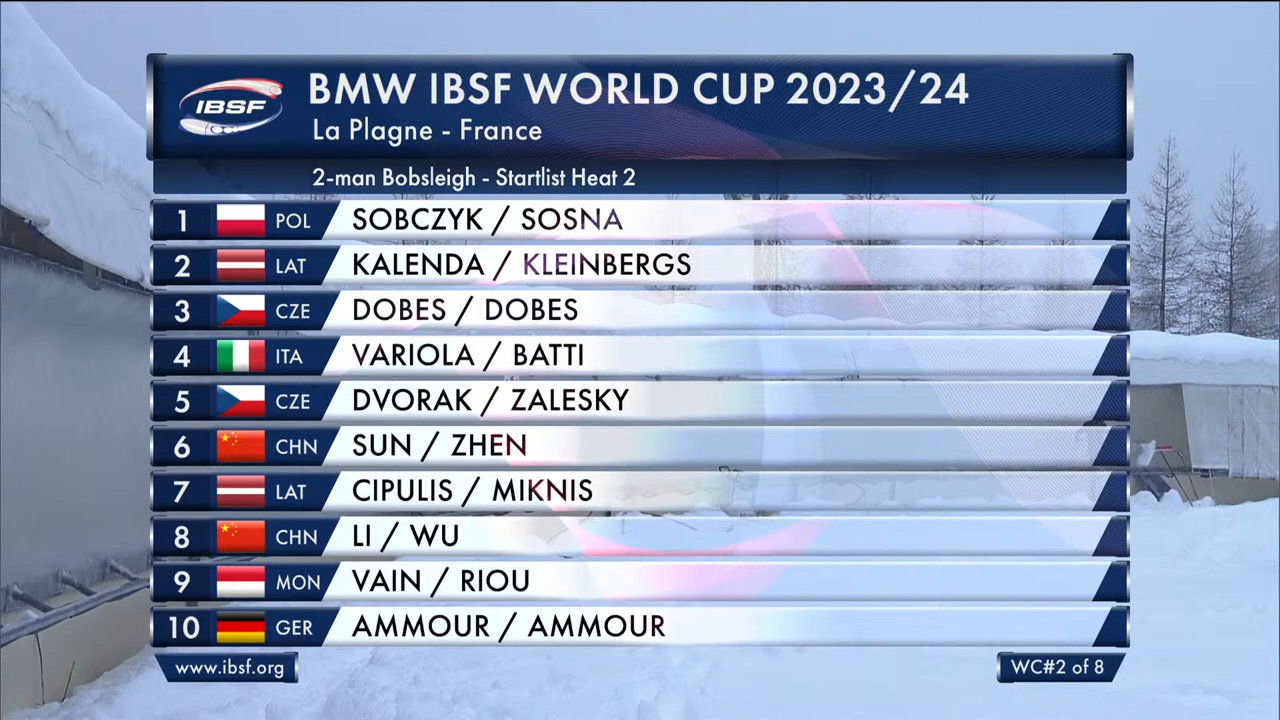 IBSF
BMW IBSF WORLD CUP 2023/24
La Plagne - France
2-man Bobsleigh - Startlist Heat 2
1 POL SOBCZYK / SOSNA
2 LAT KALENDA / KLEINBERGS
3 CZE DOBES / DOBES
4 ITA VARIOLA / BATTI
5 CZE DVORAK / ZALESKY
6 CHN SUN / ZHEN
7 LAT CIPULIS / MIKNIS
8 CHN LI / WU
9 MON VAIN / RIOU
10 GER AMMOUR / AMMOUR
www.ibsf.org
WC#2 of 8